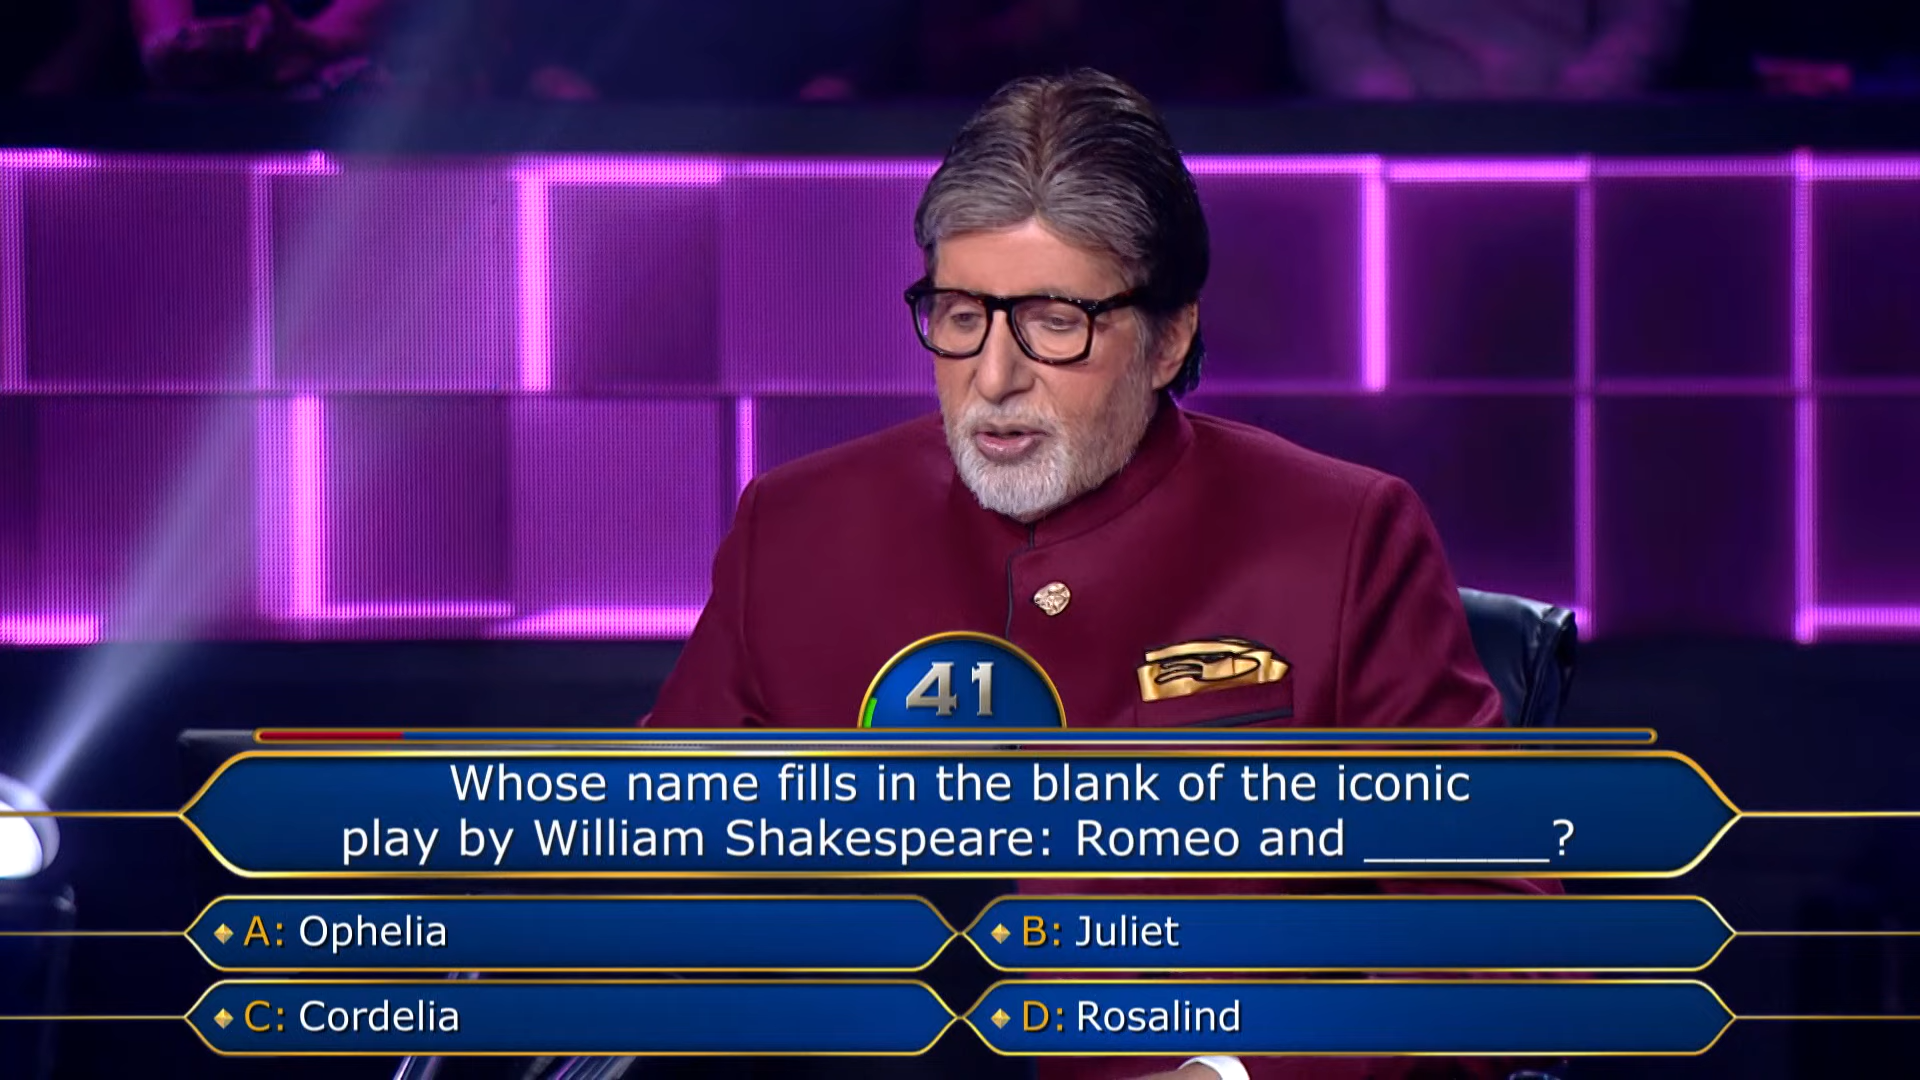 41
Whose name fills in the blank of the iconic
play by William Shakespeare: Romeo and ______?
A: Ophelia
B: Juliet
C: Cordelia
D: Rosalind